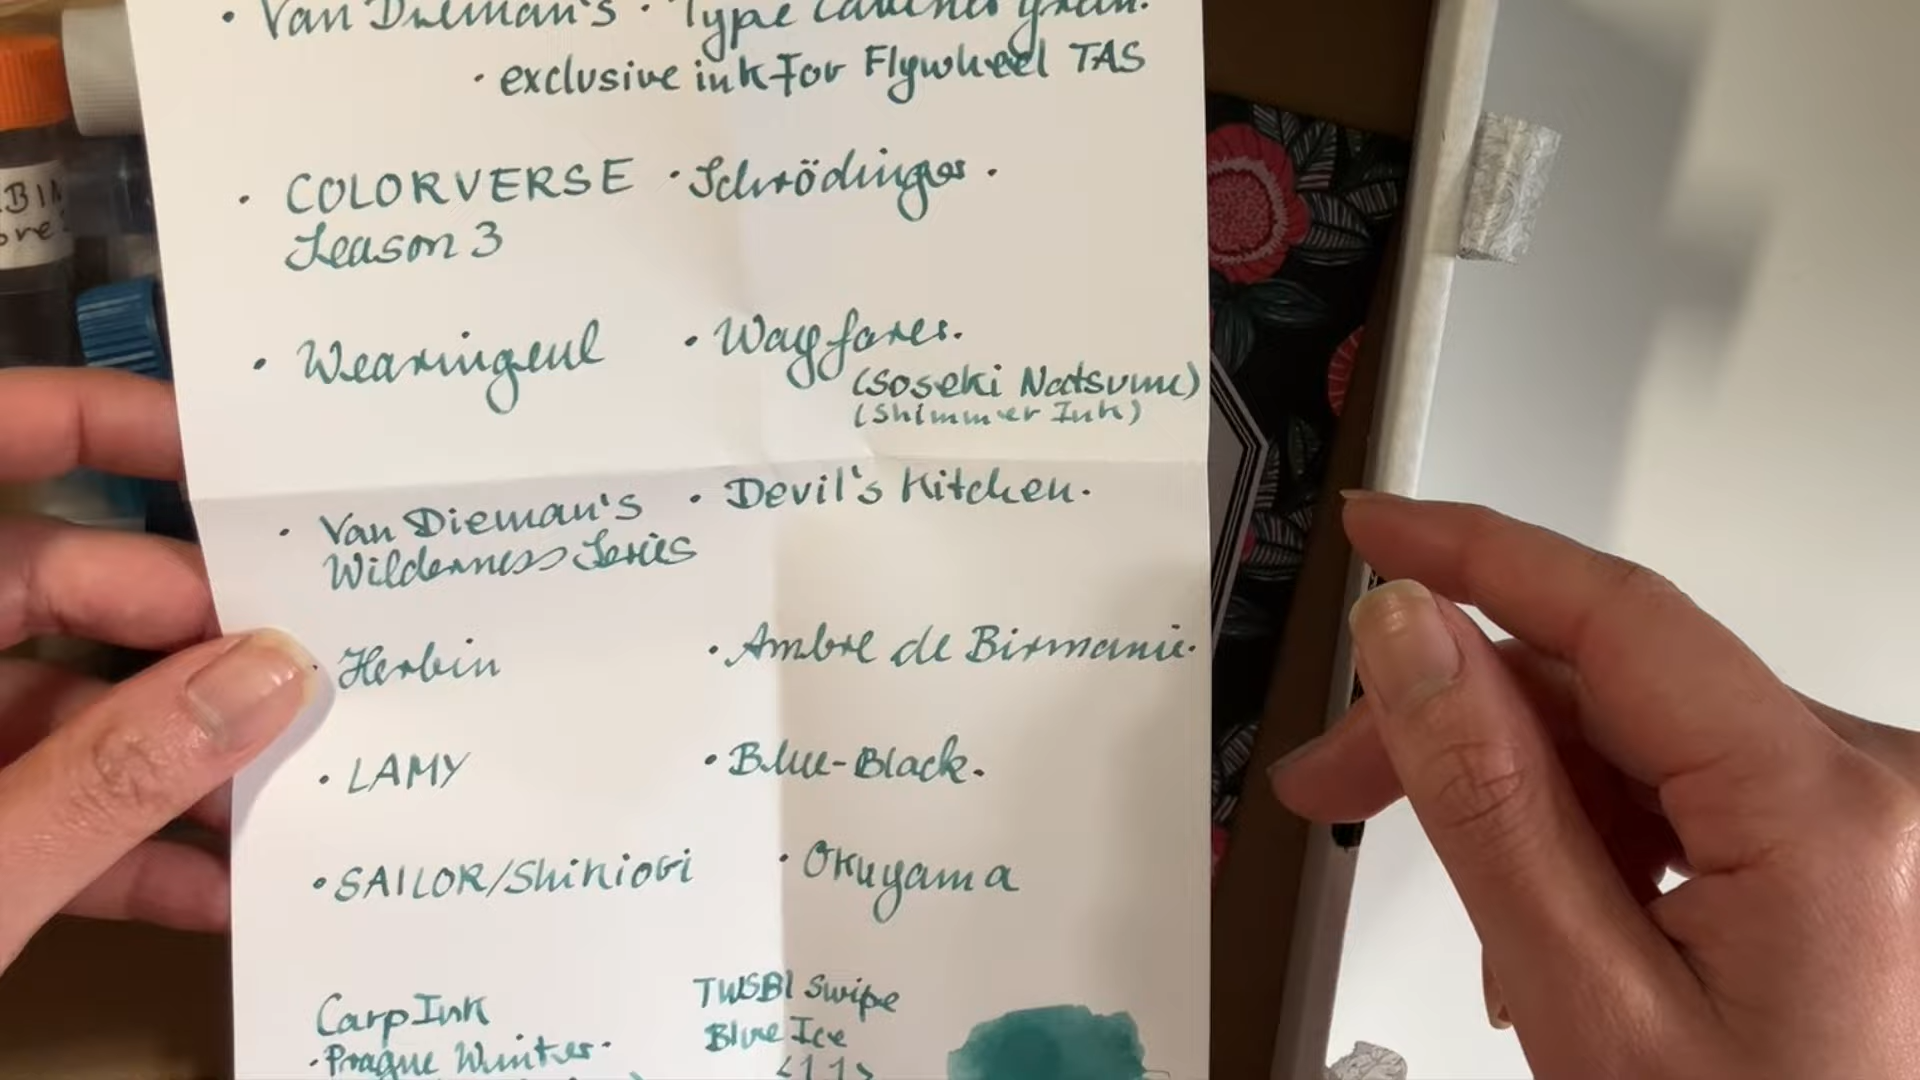 · Van Dieman's · Type
· exclusive ink for Flywheel TAS
· COLORVERSE · Schrödinger ·
Season 3
· Wearingeul · Wayfarer.
(Soseki Natsume)
(Shimmer Ink)
· Van Dieman's · Devil's Kitchen.
Wilderness Series
· Herbin · Ambre de Birmanie.
· LAMY · Blue-Black.
· SAILOR/Shikiori · Okuyama
Carp Ink
· Prague Winter ·
TWSBI Swipe
Blue Ice
<1.1>